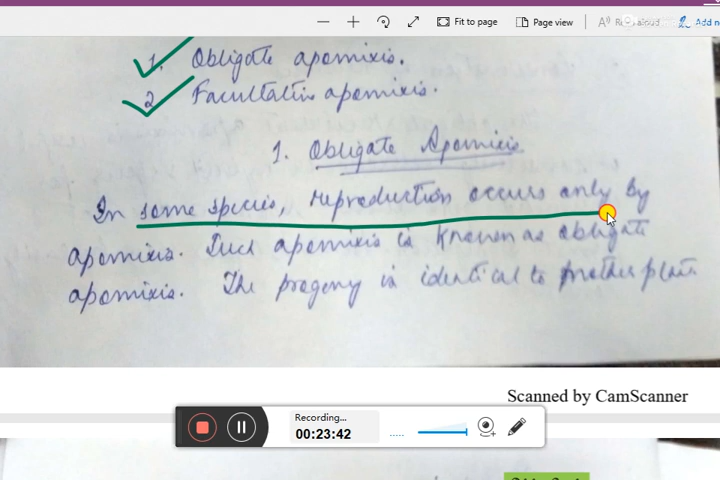 Fit to page
Page view
Add n
1. Obligate apomixis.
2 Facultative apomixis.
1. Obligate Apomixis
In some species, reproduction occurs only by
apomixis. Such apomixis is known as obligate
apomixis. The progeny is identical to mother plant
Scanned by CamScanner
Recording...
00:23:42